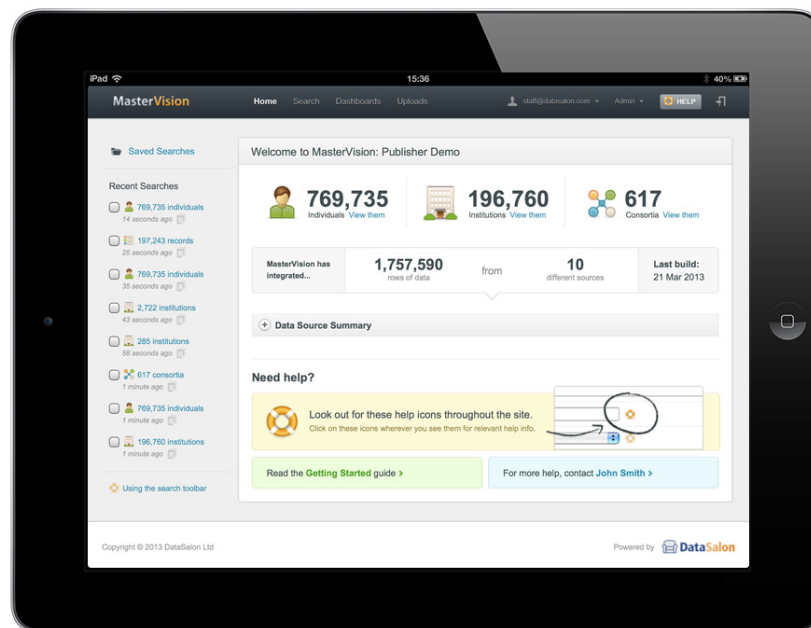 iPad 15:36 40%
MasterVision Home Search Dashboards Uploads staff@datasalon.com Admin HELP
Saved Searches
Recent Searches
769,735 individuals
14 seconds ago
197,243 records
25 seconds ago
769,735 individuals
35 seconds ago
2,722 institutions
43 seconds ago
285 institutions
58 seconds ago
617 consortia
1 minute ago
769,735 individuals
1 minute ago
196,760 institutions
1 minute ago
Using the search toolbar
Welcome to MasterVision: Publisher Demo
769,735
Individuals View them
196,760
Institutions View them
617
Consortia View them
MasterVision has
integrated...
1,757,590
rows of data
from
10
different sources
Last build:
21 Mar 2013
Data Source Summary
Need help?
Look out for these help icons throughout the site.
Click on these icons wherever you see them for relevant help info.
Read the Getting Started guide >
For more help, contact John Smith >
Copyright © 2013 DataSalon Ltd
Powered by DataSalon